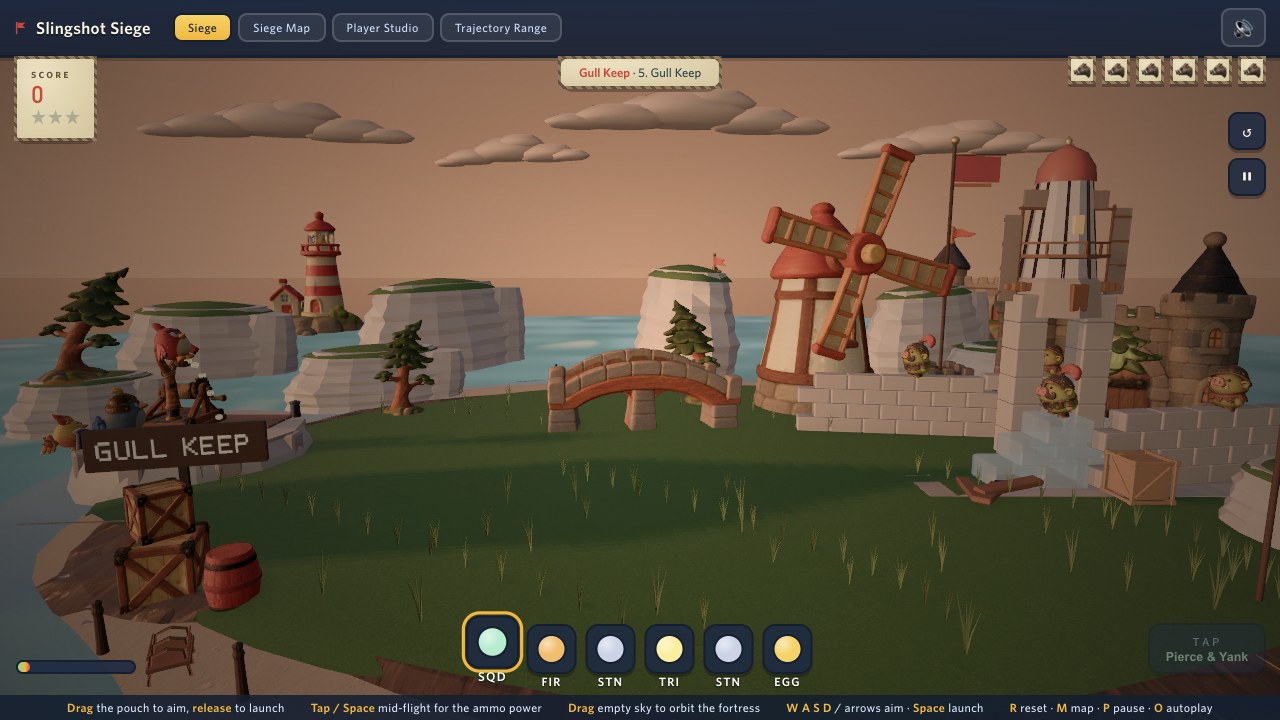 Slingshot Siege
Siege
Siege Map
Player Studio
Trajectory Range
SCORE
0
Gull Keep · 5. Gull Keep
GULL KEEP
SQD
FIR
STN
TRI
STN
EGG
TAP
Pierce & Yank
Drag the pouch to aim, release to launch
Tap / Space mid-flight for the ammo power
Drag empty sky to orbit the fortress
W A S D / arrows aim · Space launch
R reset · M map · P pause · O autoplay